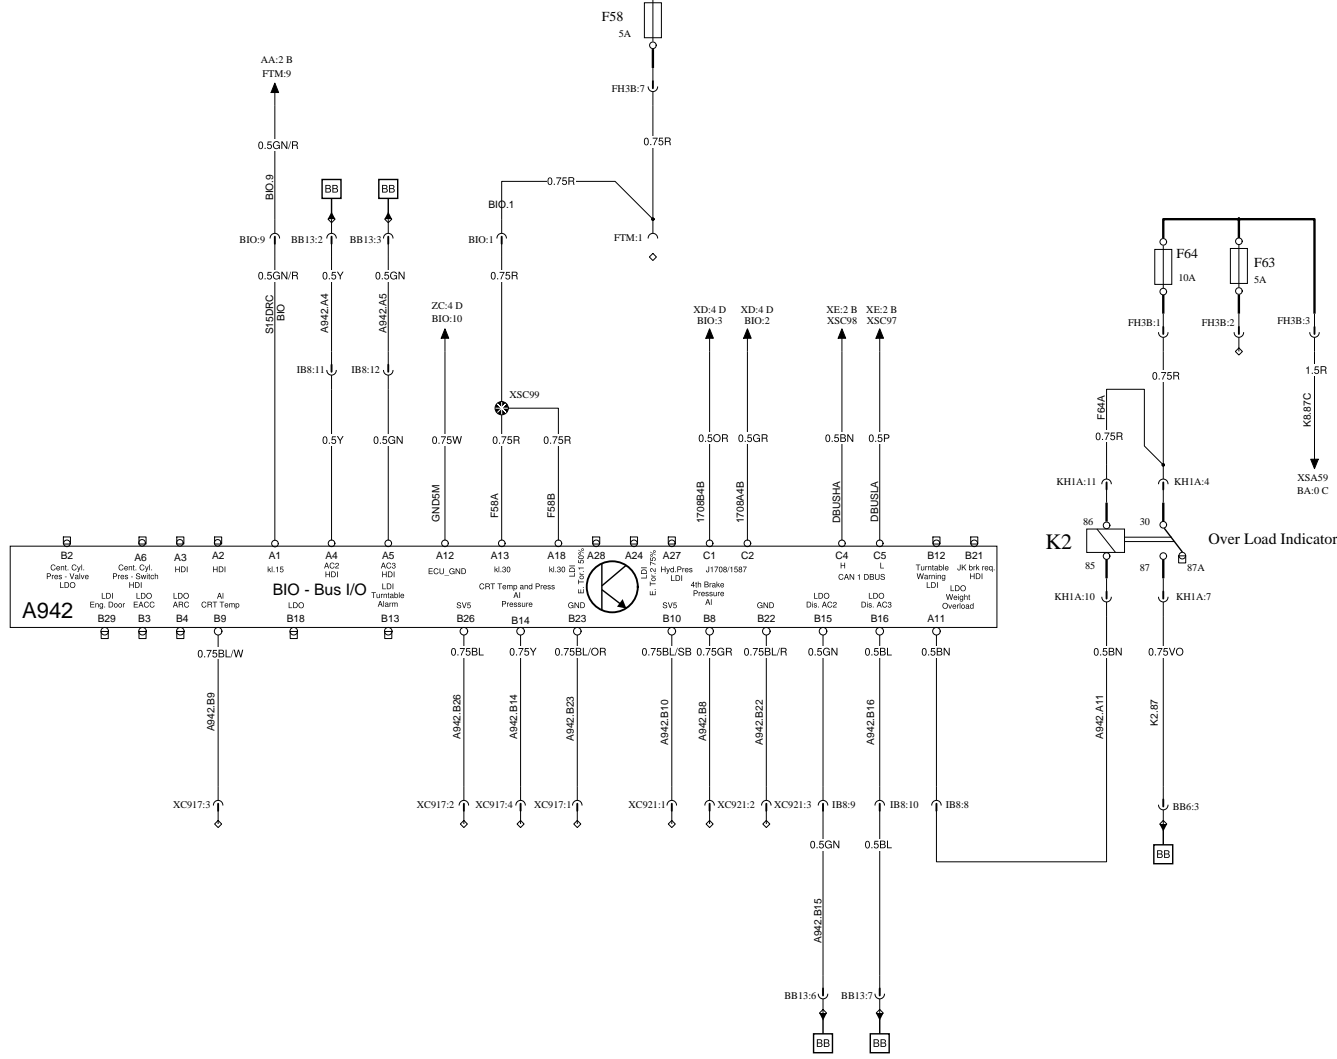 F58
5A
FH3B:7
AA:2 B
FTM:9
0.5GN/R
BIO.9
0.75R
0.75R
BB
BB
BIO.1
BIO:9
BB13:2
BB13:3
BIO:1
FTM:1
F64
10A
F63
5A
0.5GN/R
0.5Y
0.5GN
0.75R
S15DRC
BIO
A942.A4
A942.A5
ZC:4 D
BIO:10
XD:4 D
BIO:3
XD:4 D
BIO:2
XE:2 B
XSC98
XE:2 B
XSC97
FH3B:1
FH3B:2
FH3B:3
IB8:11
IB8:12
0.75R
1.5R
XSC99
F64A
K8.87C
0.5Y
0.5GN
0.75W
0.75R
0.75R
0.5OR
0.5GR
0.5BN
0.5P
0.75R
GND5M
F58A
F58B
1708B4B
1708A4B
DBUSHA
DBUSLA
KH1A:11
KH1A:4
XSA59
BA:0 C
86
30
K2
Over Load Indicator
85
87
87A
B2
Cent. Cyl.
Pres - Valve
LDO
A6
Cent. Cyl.
Pres - Switch
HDI
A3
HDI
A2
HDI
A1
kl.15
A4
AC2
HDI
A5
AC3
HDI
A12
ECU_GND
A13
kl.30
A18
kl.30
A28
LDI
E. Tor.1 50%
A24
LDI
E. Tor.2 75%
A27
Hyd.Pres
LDI
C1
C2
J1708/1587
C4
H
C5
L
CAN 1 DBUS
B12
Turntable
Warning
LDI
B21
JK brk req.
HDI
A942
BIO - Bus I/O
LDI
Eng. Door
B29
LDO
EACC
B3
LDO
ARC
B4
AI
CRT Temp
B9
LDO
B18
LDI
Turntable
Alarm
B13
CRT Temp and Press
AI
Pressure
SV5
B26
B14
GND
B23
SV5
B10
4th Brake
Pressure
AI
B8
GND
B22
LDO
Dis. AC2
B15
LDO
Dis. AC3
B16
LDO
Weight
Overload
A11
KH1A:10
KH1A:7
0.75BL/W
0.75BL
0.75Y
0.75BL/OR
0.75BL/SB
0.75GR
0.75BL/R
0.5GN
0.5BL
0.5BN
0.5BN
0.75VO
A942.B9
A942.B26
A942.B14
A942.B23
A942.B10
A942.B8
A942.B22
A942.B16
A942.A11
K2.87
XC917:3
XC917:2
XC917:4
XC917:1
XC921:1
XC921:2
XC921:3
IB8:9
IB8:10
IB8:8
BB6:3
0.5GN
0.5BL
BB
A942.B15
BB13:6
BB13:7
BB
BB